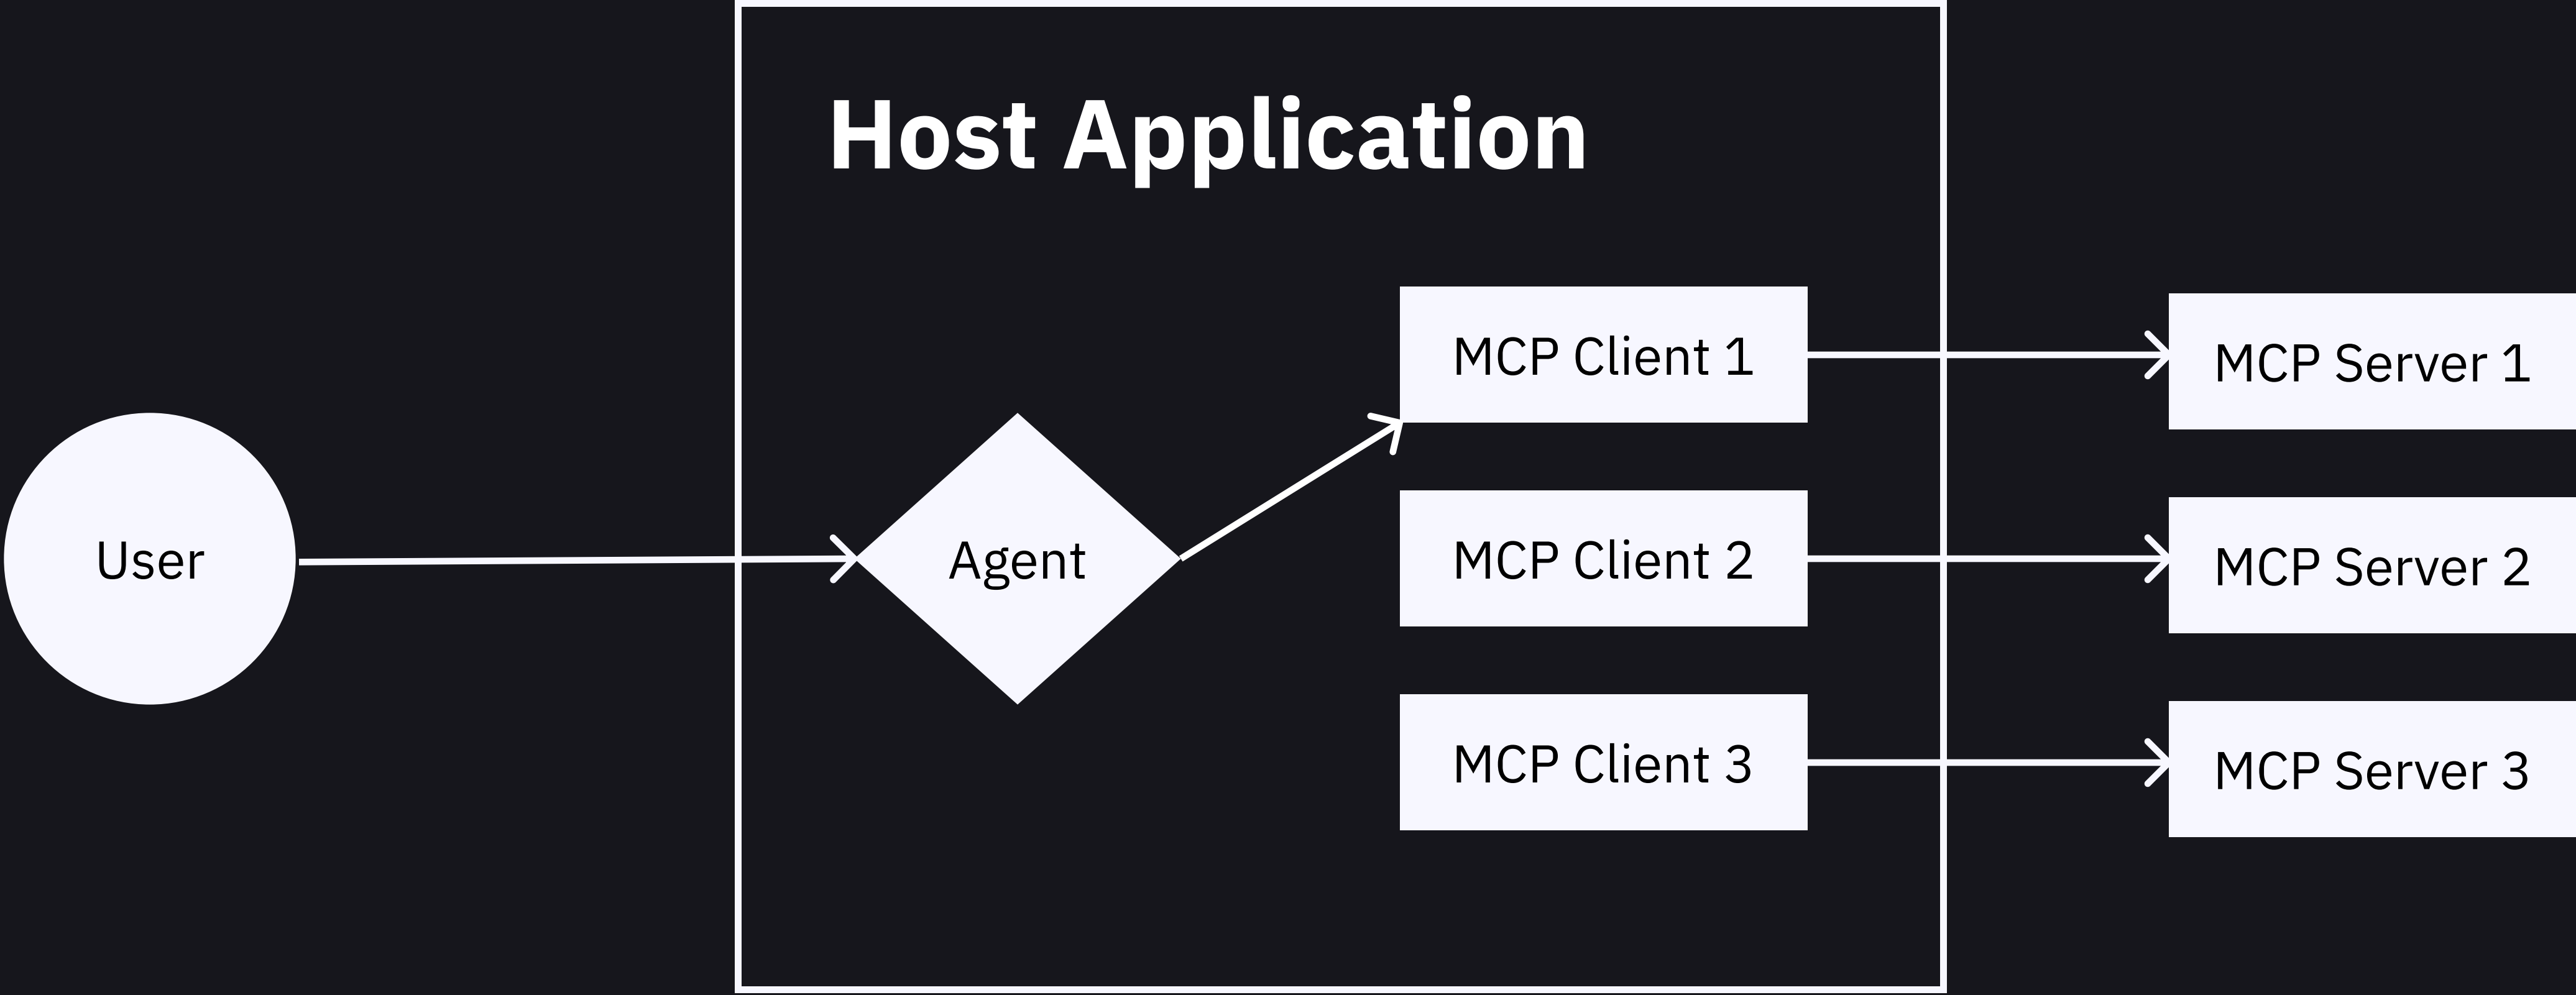 Host Application
User
Agent
MCP Client 1
MCP Client 2
MCP Client 3
MCP Server 1
MCP Server 2
MCP Server 3